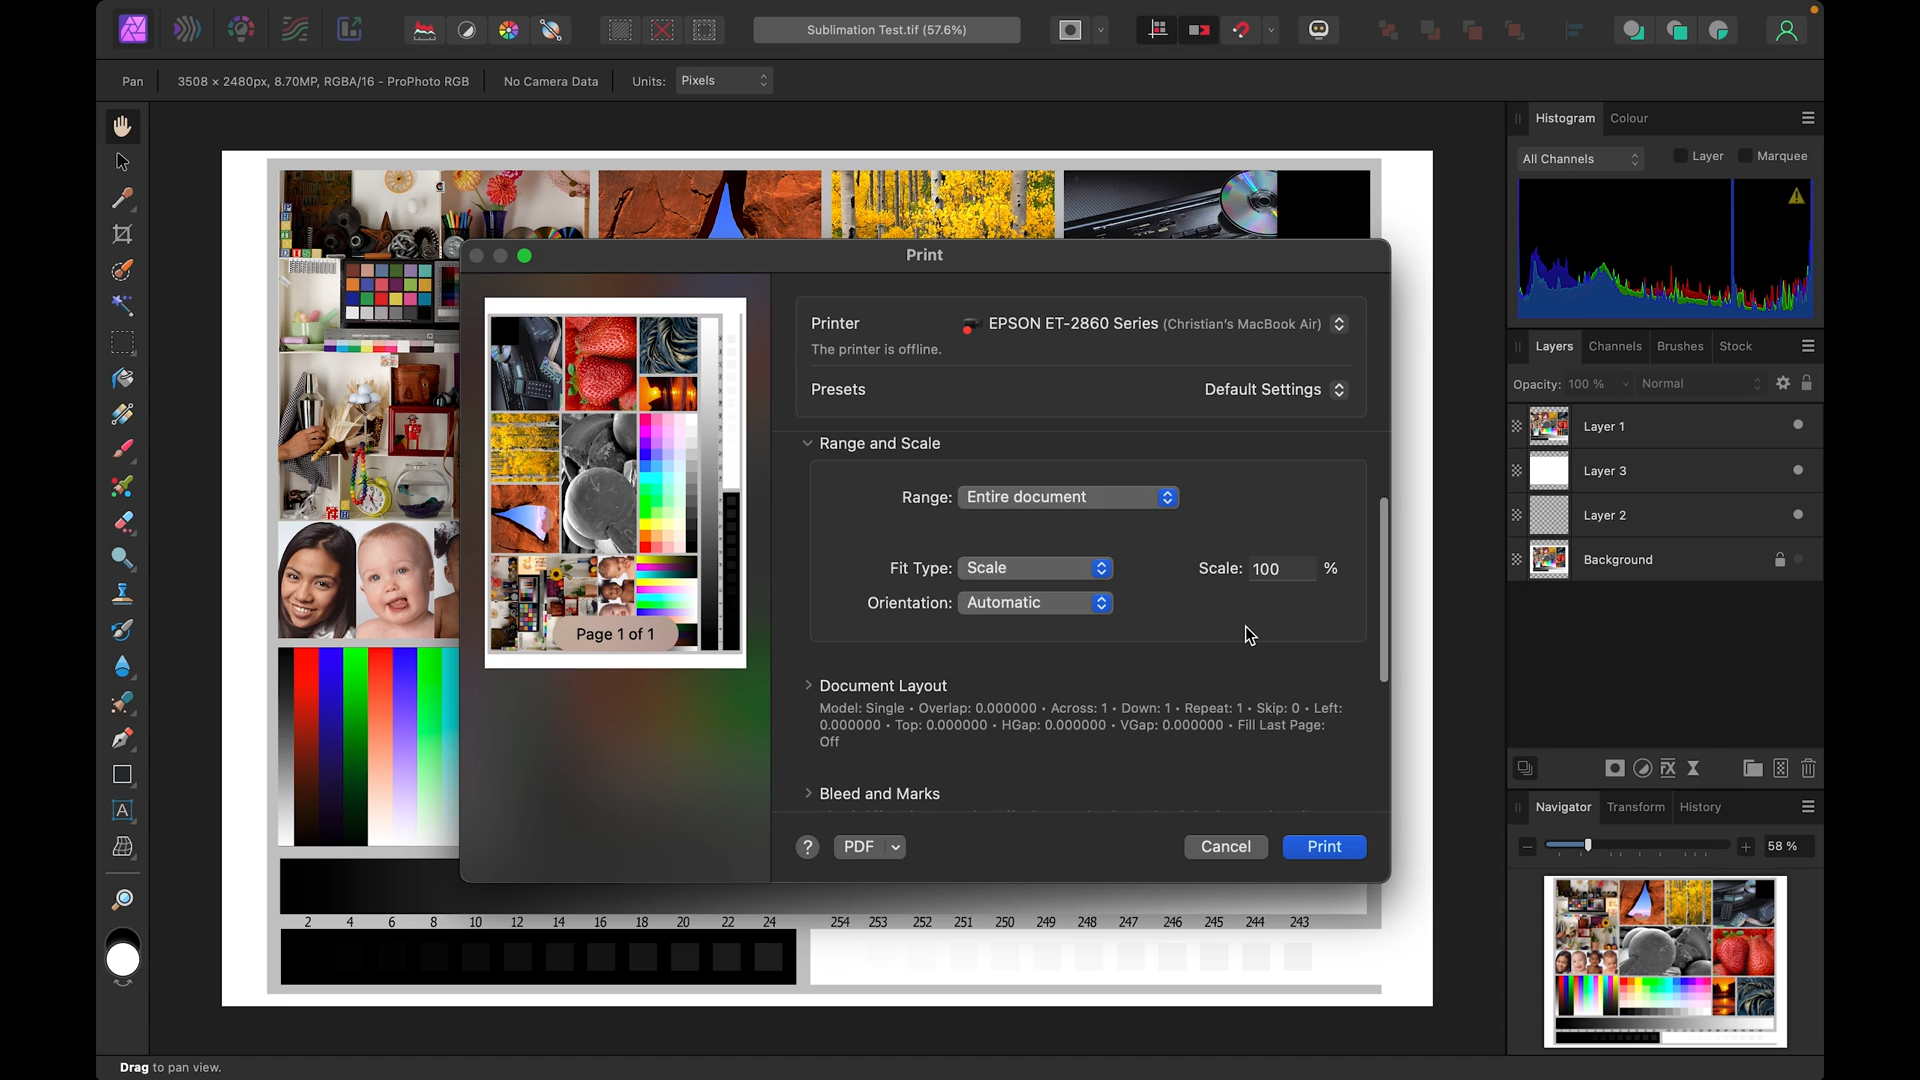 Sublimation Test.tif (57.6%)
Pan
3508 × 2480px, 8.70MP, RGBA/16 - ProPhoto RGB
No Camera Data
Units:
Pixels
Histogram
Colour
All Channels
Layer
Marquee
Print
Printer
EPSON ET-2860 Series (Christian's MacBook Air)
The printer is offline.
Presets
Default Settings
Range and Scale
Range:
Entire document
Fit Type:
Scale
Scale:
100
%
Orientation:
Automatic
Page 1 of 1
Document Layout
Model: Single • Overlap: 0.000000 • Across: 1 • Down: 1 • Repeat: 1 • Skip: 0 • Left:
0.000000 • Top: 0.000000 • HGap: 0.000000 • VGap: 0.000000 • Fill Last Page:
Off
Bleed and Marks
?
PDF
Cancel
Print
Layers
Channels
Brushes
Stock
Opacity:
100 %
Normal
Layer 1
Layer 3
Layer 2
Background
Navigator
Transform
History
58 %
2 4 6 8 10 12 14 16 18 20 22 24 254 253 252 251 250 249 248 247 246 245 244 243
Drag to pan view.